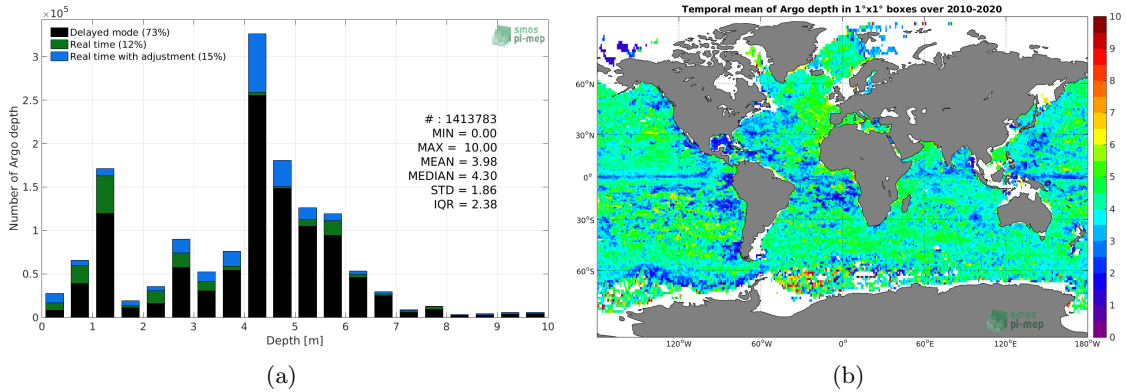 ×10⁵
3
2.5
2
1.5
1
0.5
0
Number of Argo depth
0 1 2 3 4 5 6 7 8 9 10
Depth [m]
Delayed mode (73%)
Real time (12%)
Real time with adjustment (15%)
smos
pi-mep
# : 1413783
MIN = 0.00
MAX = 10.00
MEAN = 3.98
MEDIAN = 4.30
STD = 1.86
IQR = 2.38
(a)
Temporal mean of Argo depth in 1°x1° boxes over 2010-2020
60°N
30°N
0°
30°S
60°S
120°W 60°W 0° 60°E 120°E 180°W
smos
pi-mep
10
9
8
7
6
5
4
3
2
1
0
(b)